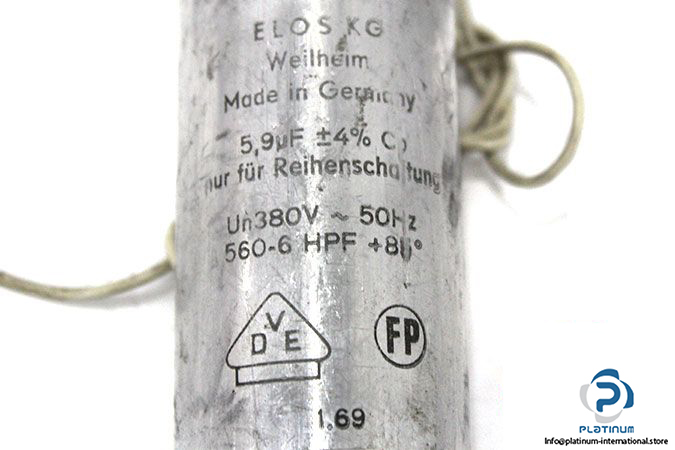 ELOS KG
Weilheim
Made in Germany
5,9µF ±4%
nur für Reihenschaltung
Un380V ~ 50Hz
560-6 HPF
V
D E
FP
1.69
PLATINUM
Info@platinum-international.store